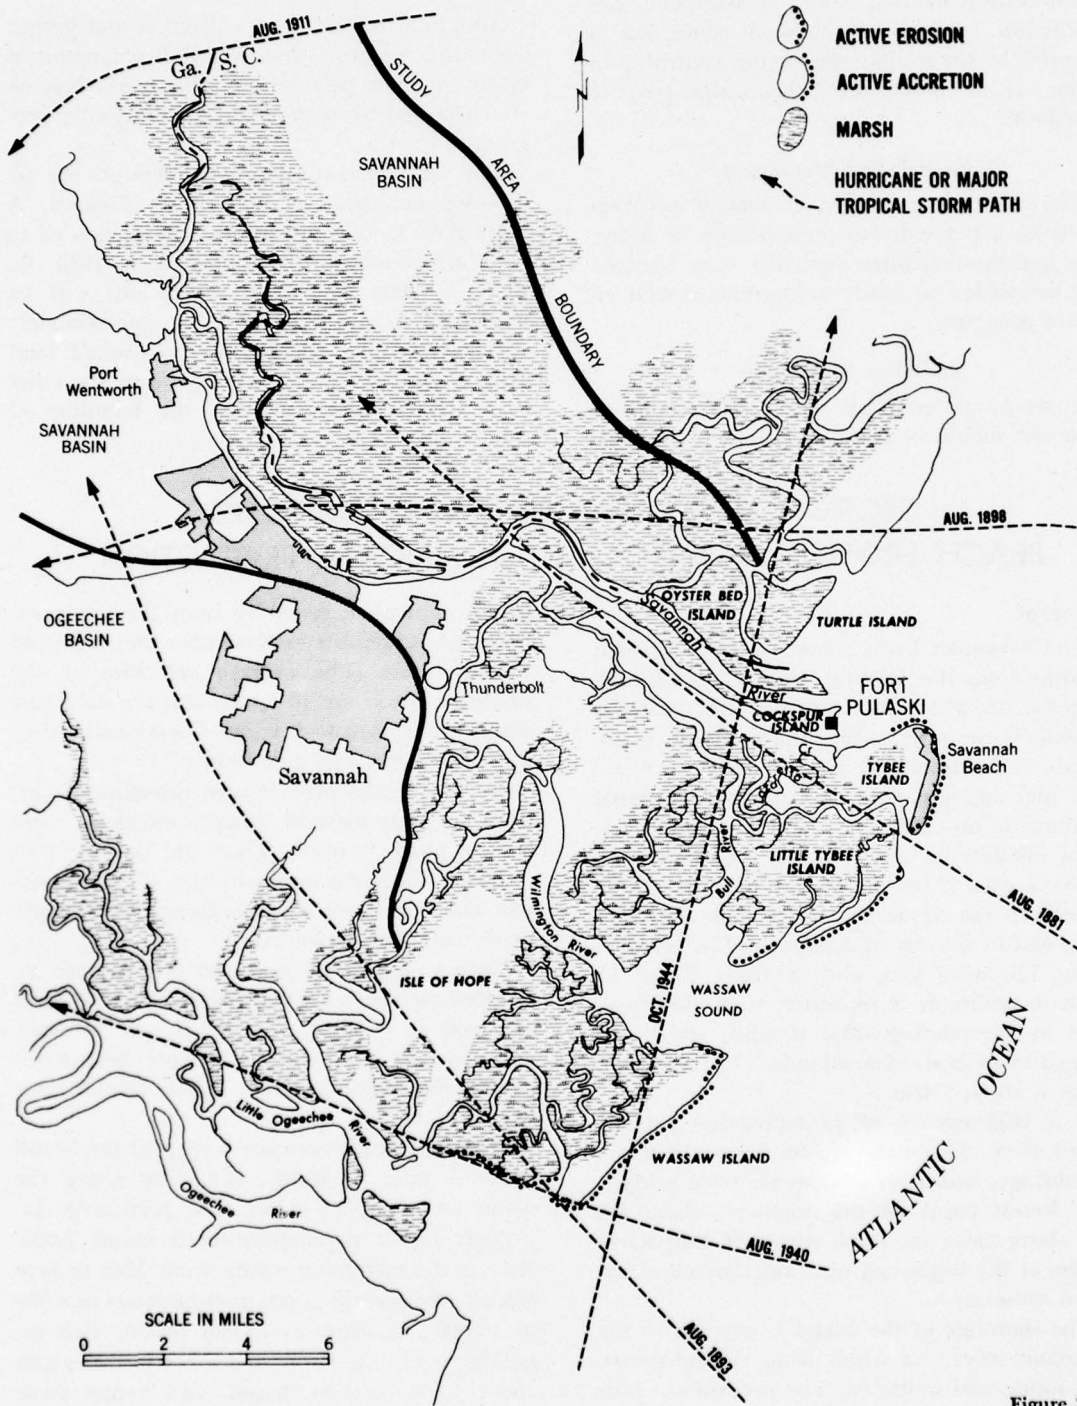 AUG. 1911
Ga.
S. C.
ACTIVE EROSION
ACTIVE ACCRETION
MARSH
HURRICANE OR MAJOR
TROPICAL STORM PATH
STUDY AREA BOUNDARY
SAVANNAH
BASIN
Port
Wentworth
SAVANNAH
BASIN
AUG. 1898
OGEECHEE
BASIN
OYSTER BED
ISLAND
TURTLE ISLAND
Savannah
River
Thunderbolt
FORT
PULASKI
COCKSPUR
ISLAND
Savannah
Beach
TYBEE
ISLAND
Savannah
LITTLE TYBEE
ISLAND
Bull River
AUG. 1881
Wilmington River
ISLE OF HOPE
OCT. 1944
WASSAW
SOUND
ATLANTIC OCEAN
Little Ogeechee River
WASSAW ISLAND
Ogeechee River
AUG. 1940
AUG. 1893
SCALE IN MILES
0 2 4 6
Figure